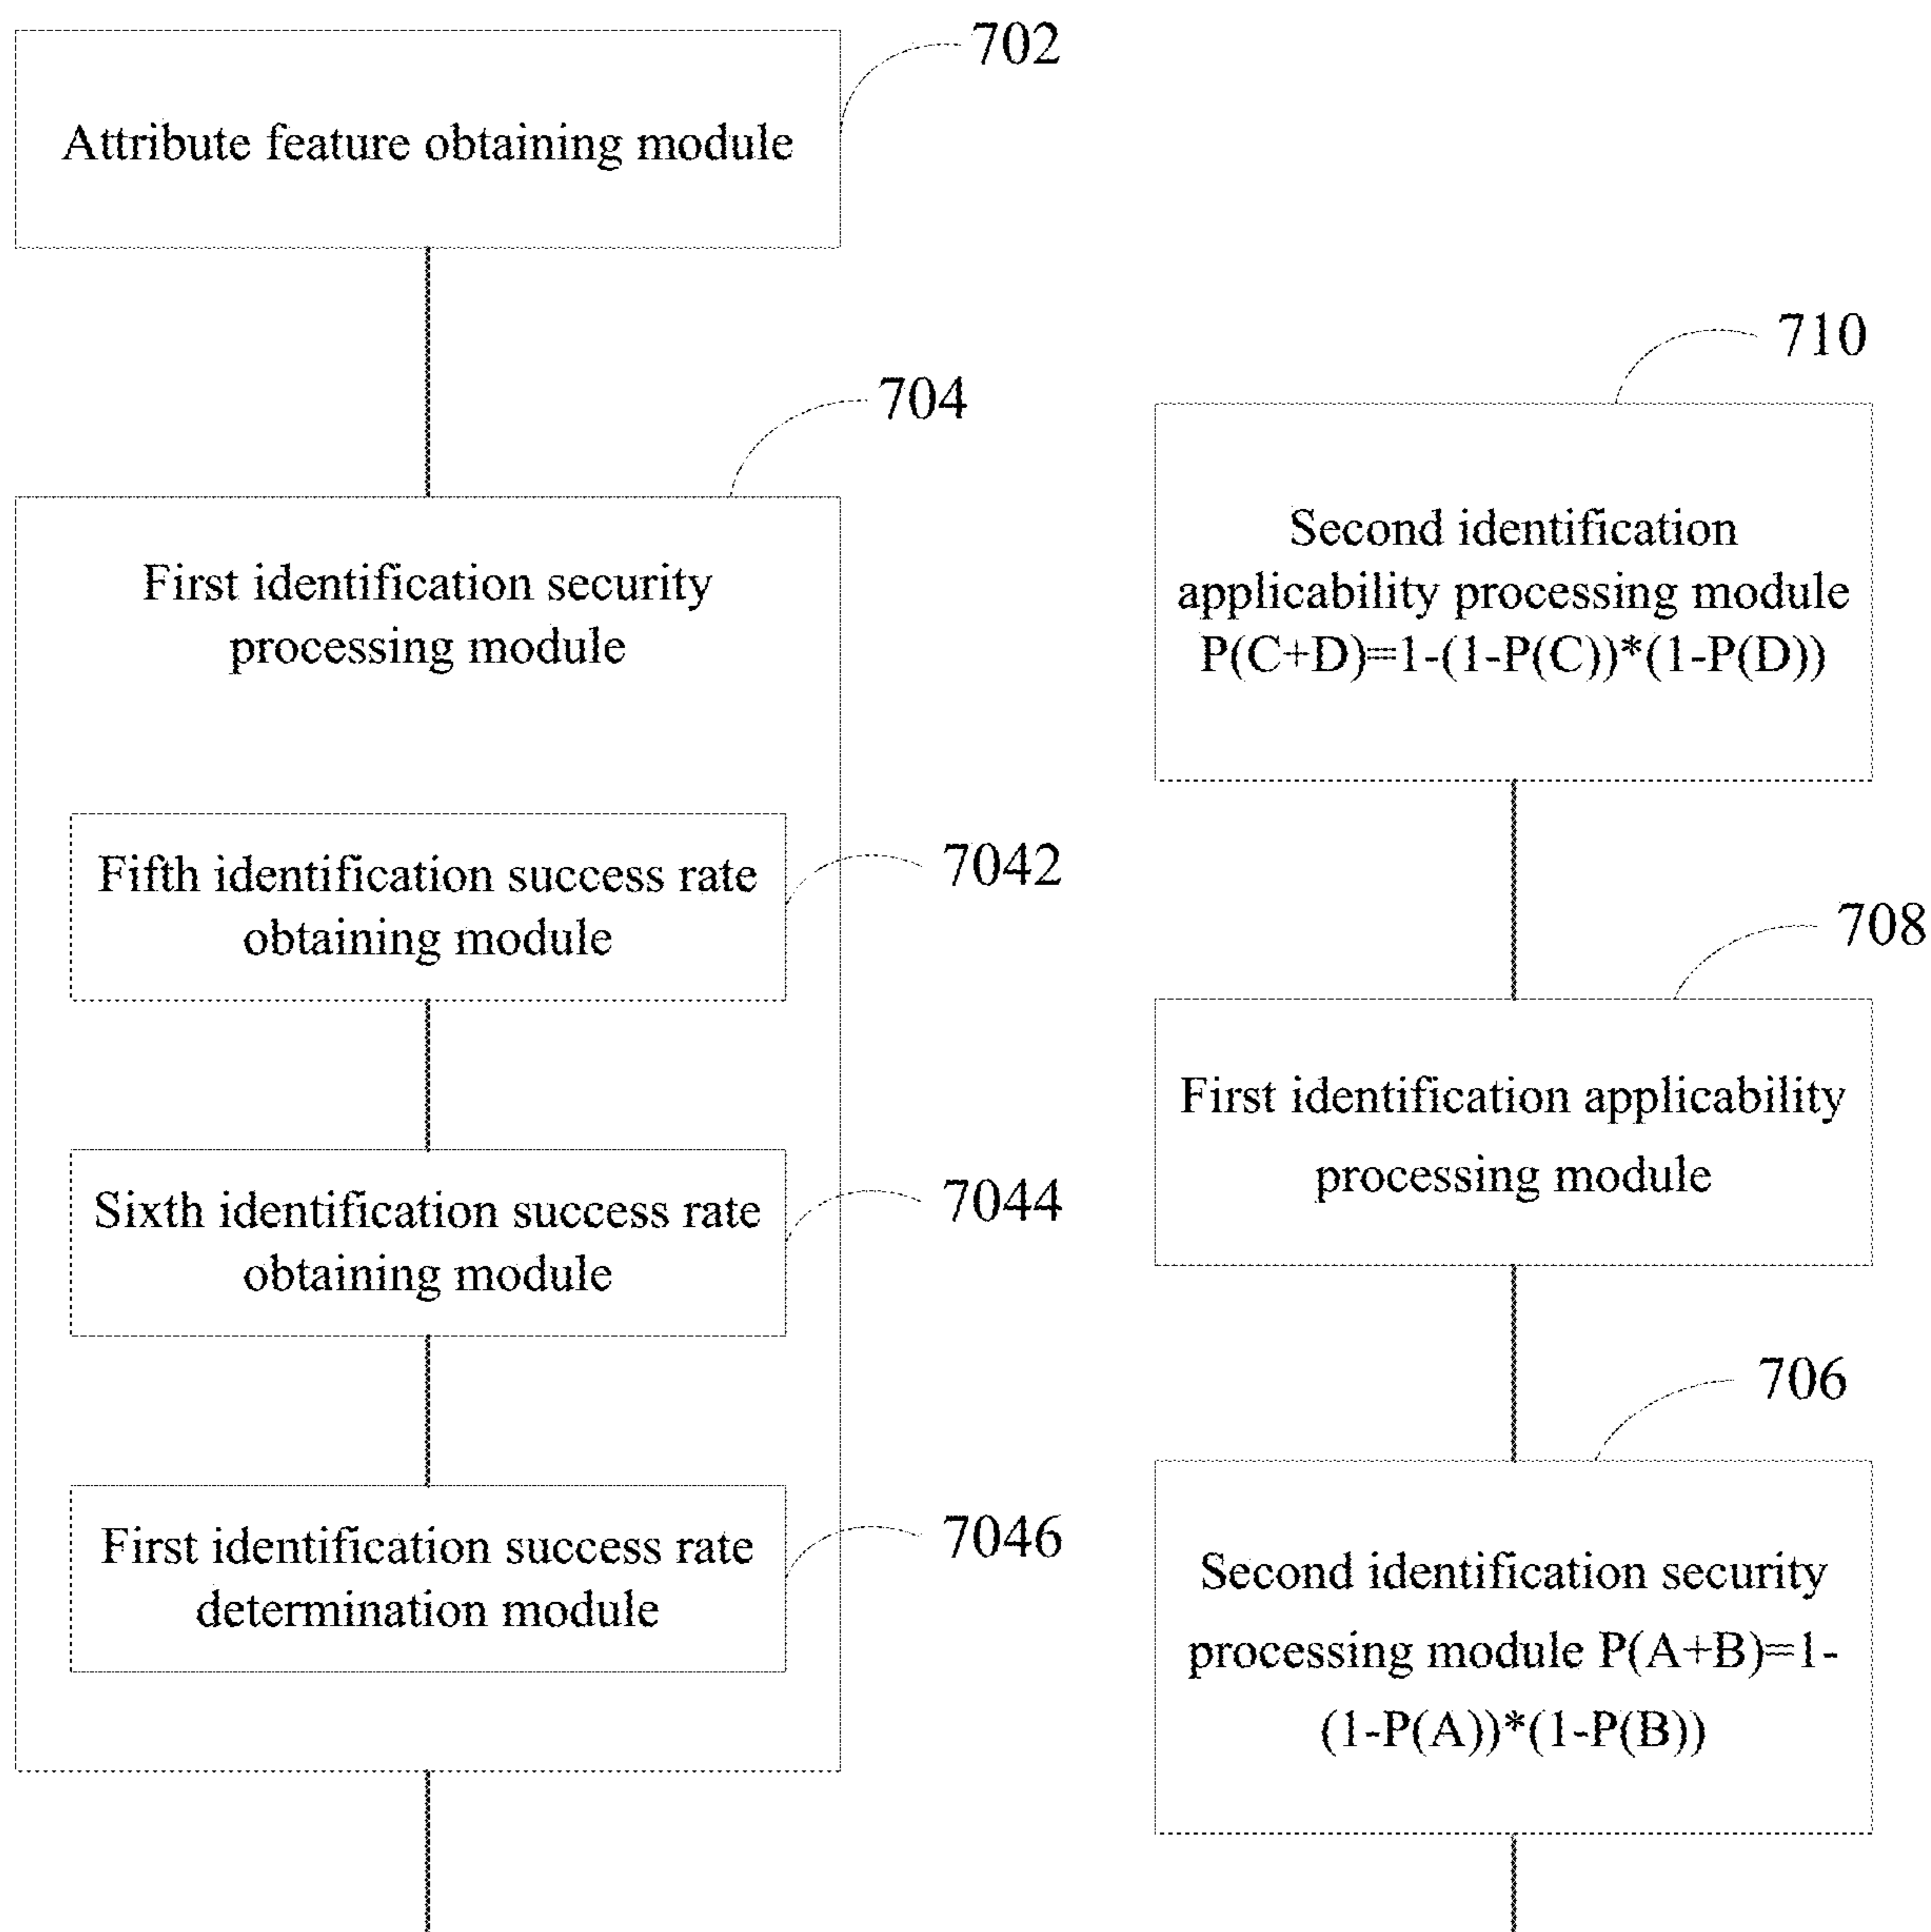 702
Attribute feature obtaining module
704
First identification security
processing module
Fifth identification success rate
obtaining module
7042
Sixth identification success rate
obtaining module
7044
First identification success rate
determination module
7046
710
Second identification
applicability processing module
P(C+D)=1-(1-P(C))*(1-P(D))
708
First identification applicability
processing module
706
Second identification security
processing module P(A+B)=1-
(1-P(A))*(1-P(B))